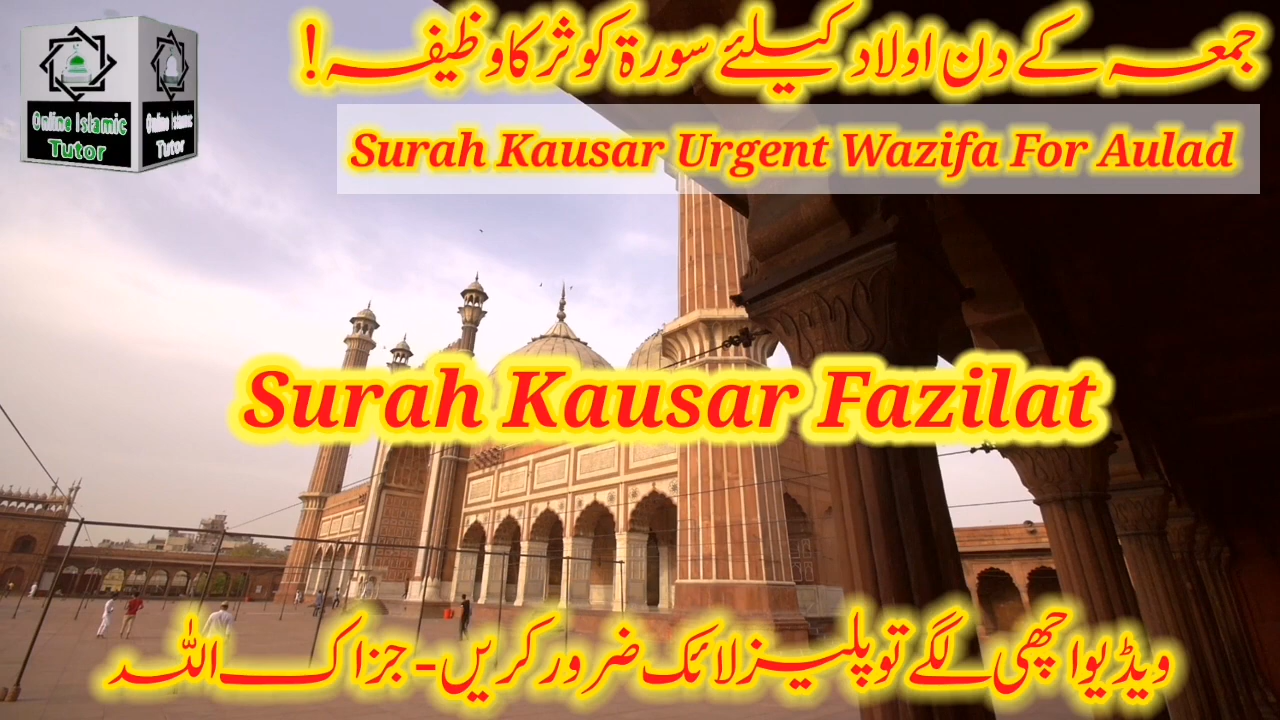 جمعہ کے دن اولاد کیلئے سورۃ کوثر کا وظیفہ!
Online Islamic
Tutor
Online Islamic
Tutor
Surah Kausar Urgent Wazifa For Aulad
Surah Kausar Fazilat
ویڈیو اچھی لگے تو پلیز لائک ضرور کریں - جزاک اللہ